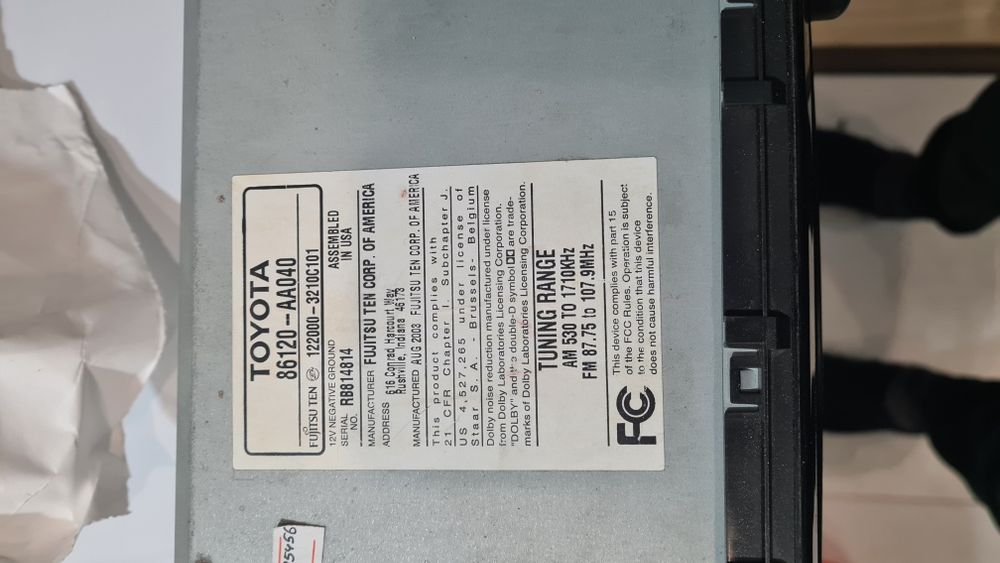 TOYOTA
86120-AA040
FUJITSU TEN 122000-3210C101
12V NEGATIVE GROUND
ASSEMBLED
IN USA
SERIAL
NO. RB814814
MANUFACTURER FUJITSU TEN CORP. OF AMERICA
ADDRESS 616 Conrad Harcourt Way
Rushville, Indiana 46173
MANUFACTURED AUG 2003 FUJITSU TEN CORP. OF AMERICA
This product complies with
21 CFR. Chapter I. Subchapter J.
US 4,527,265 under license of
Staar. S. A. - Brussels- Belgium
Dolby noise reduction manufactured under license
from Dolby Laboratories Licensing Corporation.
"DOLBY" and the double-D symbol are trade-
marks of Dolby Laboratories Licensing Corporation.
TUNING RANGE
AM 530 TO 1710KHz
FM 87.75 to 107.9MHz
FC
This device complies with part 15
of the FCC Rules. Operation is subject
to the condition that this device
does not cause harmful interference.